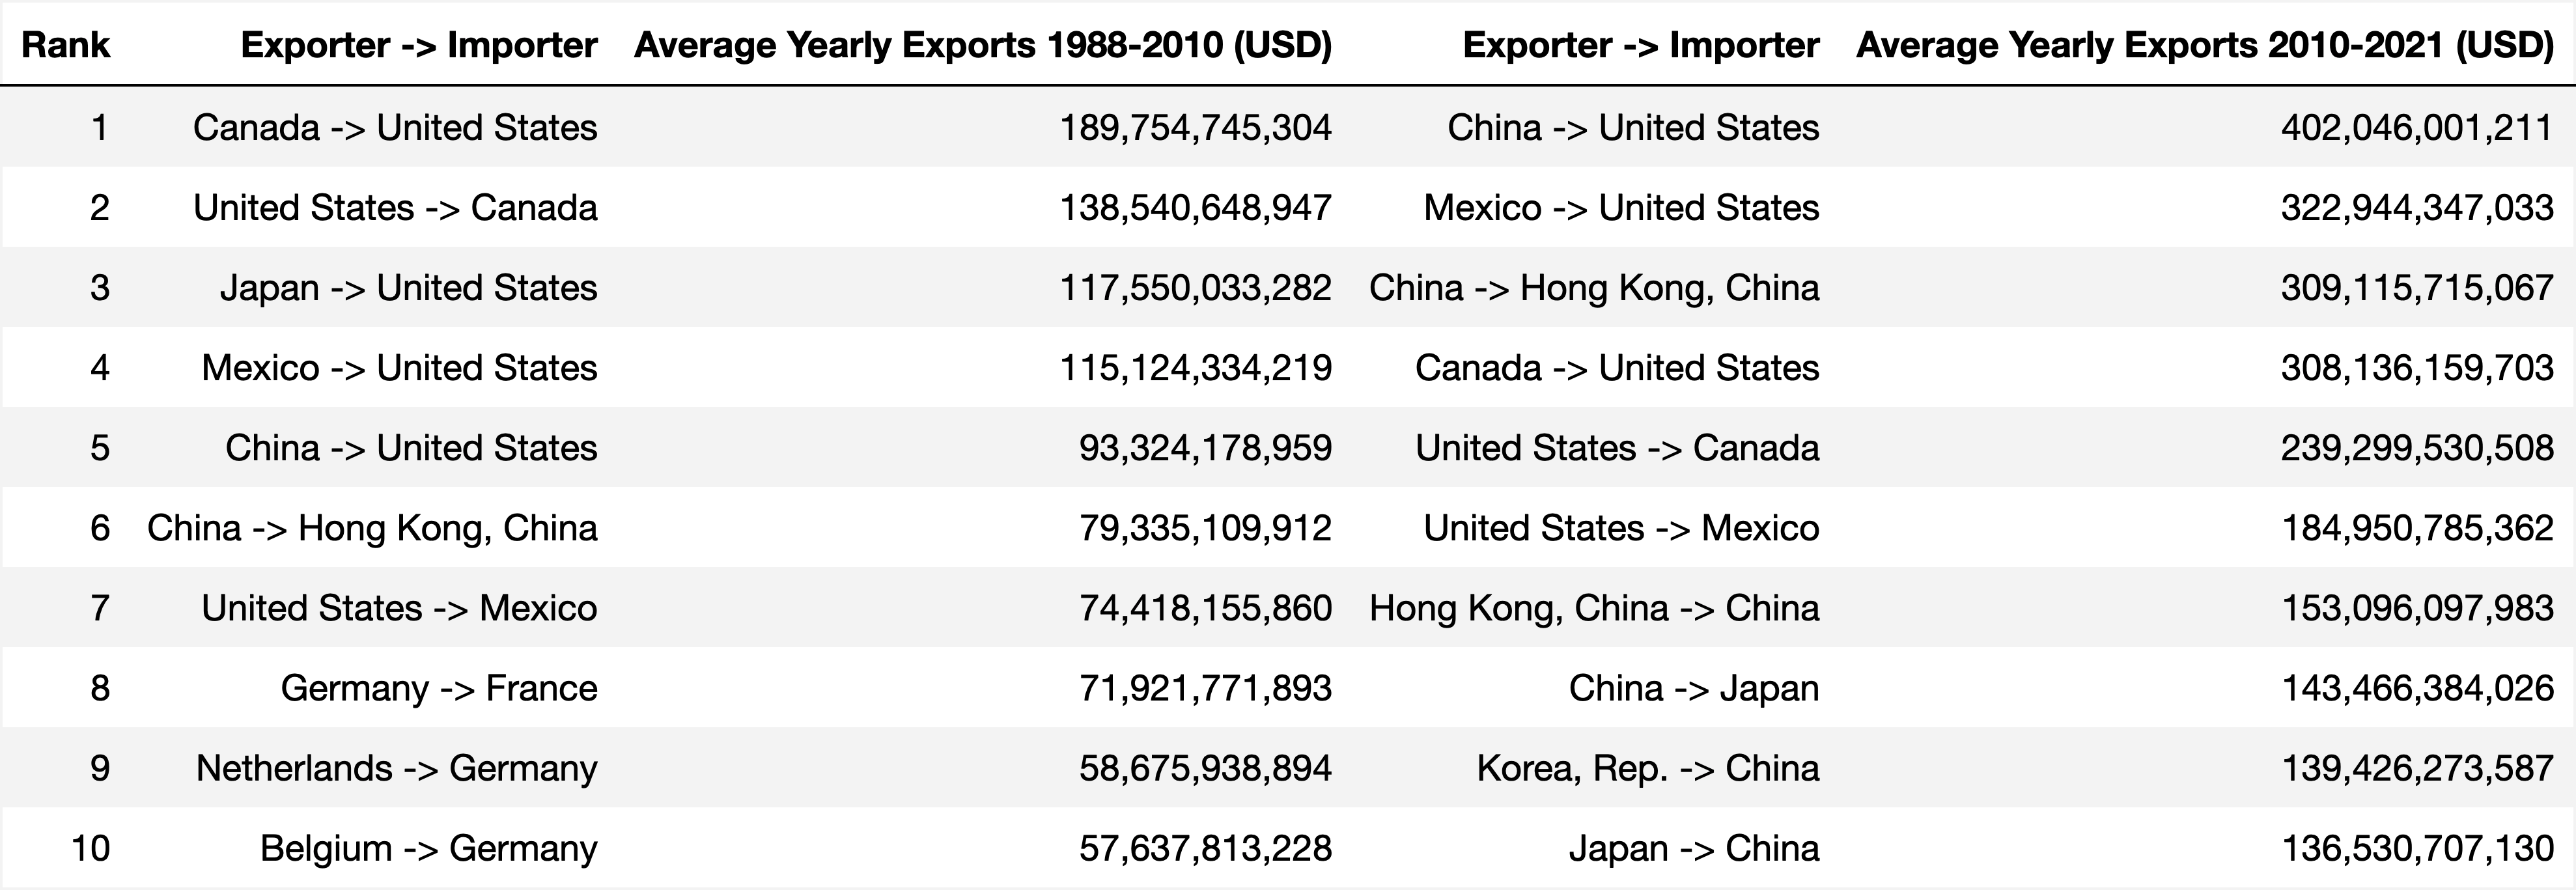 Rank Exporter -> Importer Average Yearly Exports 1988-2010 (USD) Exporter -> Importer Average Yearly Exports 2010-2021 (USD)
1 Canada -> United States 189,754,745,304 China -> United States 402,046,001,211
2 United States -> Canada 138,540,648,947 Mexico -> United States 322,944,347,033
3 Japan -> United States 117,550,033,282 China -> Hong Kong, China 309,115,715,067
4 Mexico -> United States 115,124,334,219 Canada -> United States 308,136,159,703
5 China -> United States 93,324,178,959 United States -> Canada 239,299,530,508
6 China -> Hong Kong, China 79,335,109,912 United States -> Mexico 184,950,785,362
7 United States -> Mexico 74,418,155,860 Hong Kong, China -> China 153,096,097,983
8 Germany -> France 71,921,771,893 China -> Japan 143,466,384,026
9 Netherlands -> Germany 58,675,938,894 Korea, Rep. -> China 139,426,273,587
10 Belgium -> Germany 57,637,813,228 Japan -> China 136,530,707,130